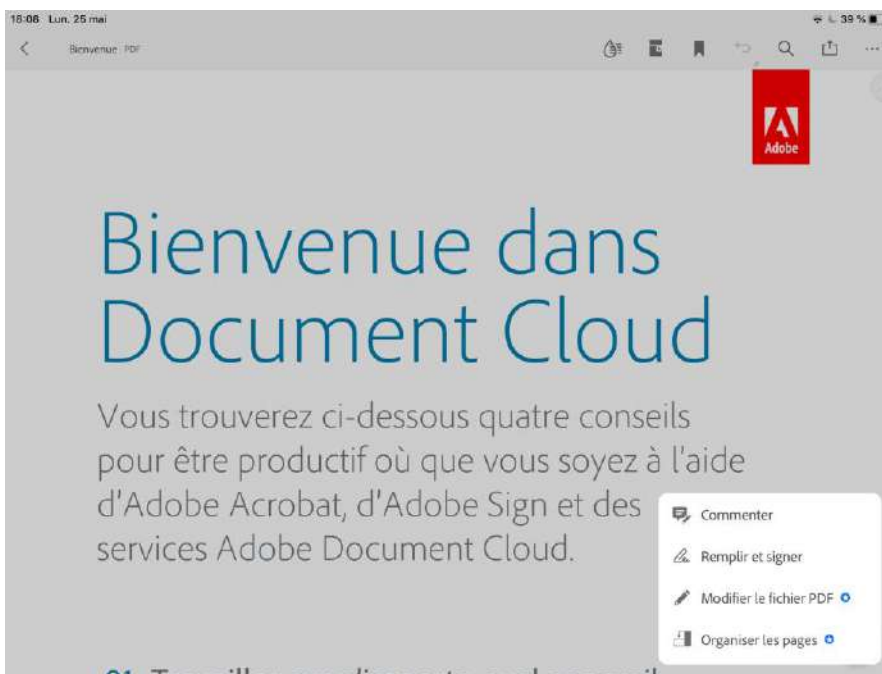 18:08 Lun. 25 mai
39 %
Bienvenue PDF
Adobe
Bienvenue dans
Document Cloud
Vous trouverez ci-dessous quatre conseils
pour être productif où que vous soyez à l'aide
d'Adobe Acrobat, d'Adobe Sign et des
services Adobe Document Cloud.
Commenter
Remplir et signer
Modifier le fichier PDF
Organiser les pages